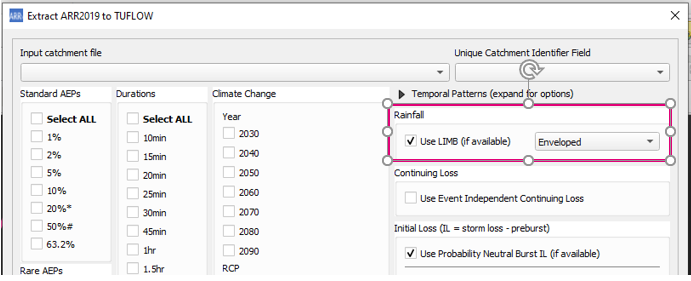 ARR Extract ARR2019 to TUFLOW
Input catchment file
Unique Catchment Identifier Field
Standard AEPs
Select ALL
1%
2%
5%
10%
20%*
50%#
63.2%
Rare AEPs
Durations
Select ALL
10min
15min
20min
25min
30min
45min
1hr
1.5hr
Climate Change
Year
2030
2040
2050
2060
2070
2080
2090
RCP
Temporal Patterns (expand for options)
Rainfall
Use LIMB (if available)
Enveloped
Continuing Loss
Use Event Independent Continuing Loss
Initial Loss (IL = storm loss - preburst)
Use Probability Neutral Burst IL (if available)